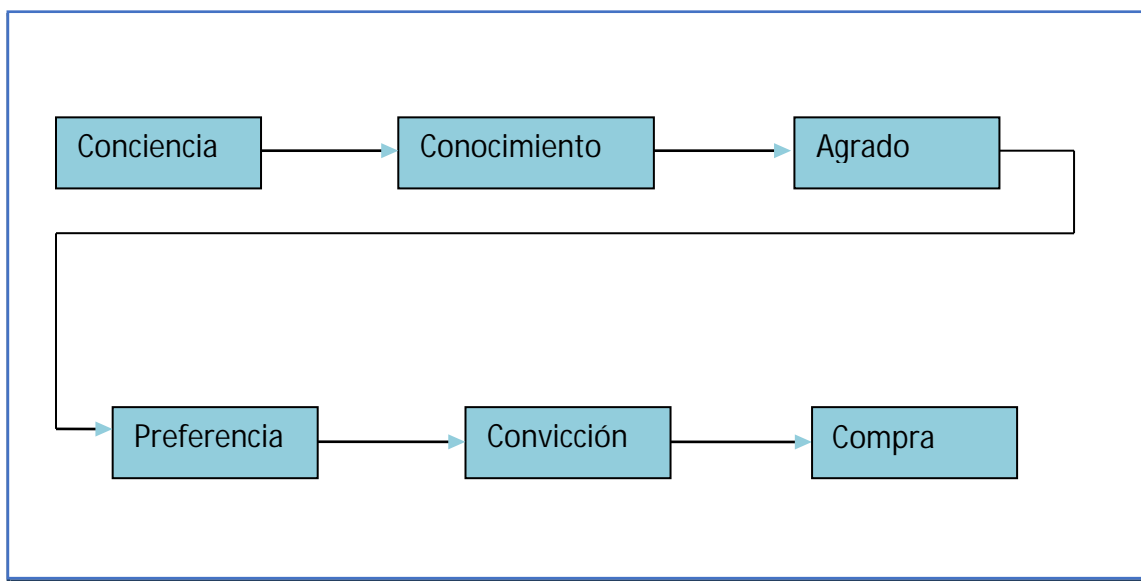 Conciencia
Conocimiento
Agrado
Preferencia
Convicción
Compra